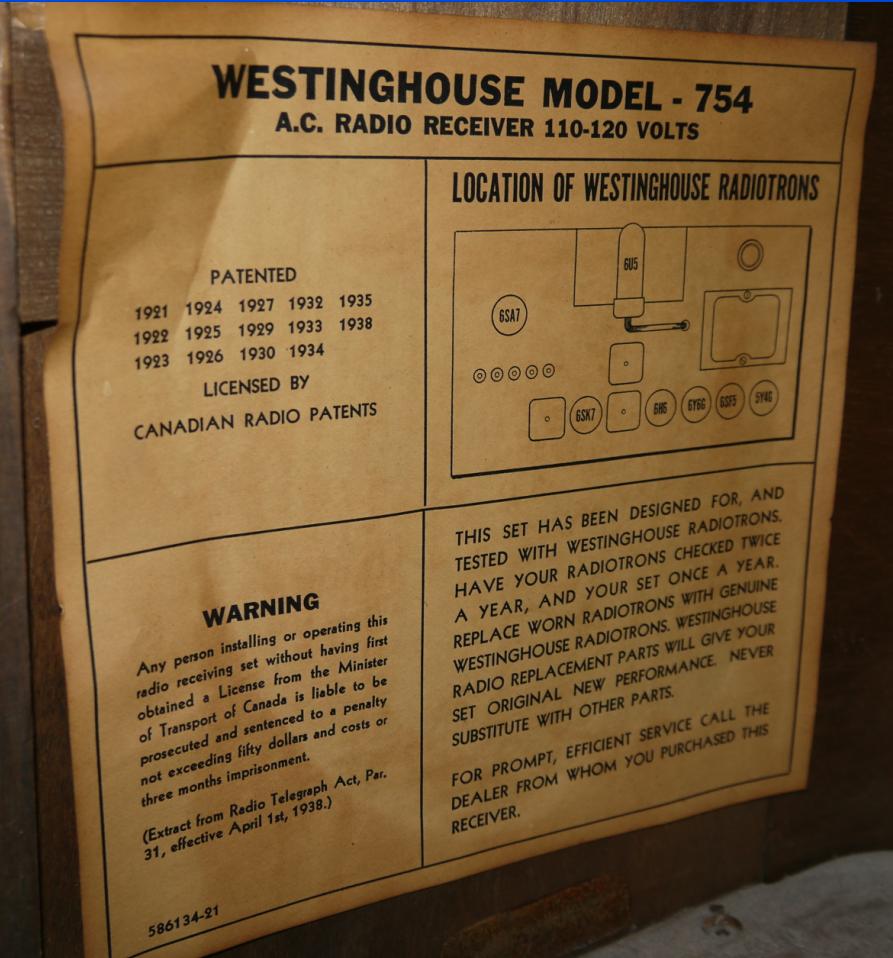 WESTINGHOUSE MODEL - 754
A.C. RADIO RECEIVER 110-120 VOLTS
PATENTED
1921 1924 1927 1932 1935
1922 1925 1929 1933 1938
1923 1926 1930 1934
LICENSED BY
CANADIAN RADIO PATENTS
LOCATION OF WESTINGHOUSE RADIOTRONS
6U5
6SA7
6SK7 6H6 6Y6G 6SF5 5Y4G
WARNING
Any person installing or operating this
radio receiving set without having first
obtained a License from the Minister
of Transport of Canada is liable to be
prosecuted and sentenced to a penalty
not exceeding fifty dollars and costs or
three months imprisonment.
(Extract from Radio Telegraph Act, Par.
31, effective April 1st, 1938.)
586134-21
THIS SET HAS BEEN DESIGNED FOR, AND
TESTED WITH WESTINGHOUSE RADIOTRONS.
HAVE YOUR RADIOTRONS CHECKED TWICE
A YEAR, AND YOUR SET ONCE A YEAR.
REPLACE WORN RADIOTRONS WITH GENUINE
WESTINGHOUSE RADIOTRONS. WESTINGHOUSE
RADIO REPLACEMENT PARTS WILL GIVE YOUR
SET ORIGINAL NEW PERFORMANCE. NEVER
SUBSTITUTE WITH OTHER PARTS.
FOR PROMPT, EFFICIENT SERVICE CALL THE
DEALER FROM WHOM YOU PURCHASED THIS
RECEIVER.